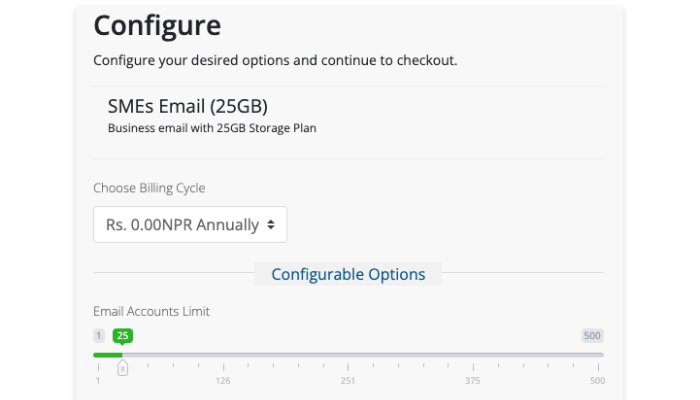 Configure
Configure your desired options and continue to checkout.
SMEs Email (25GB)
Business email with 25GB Storage Plan
Choose Billing Cycle
Rs. 0.00NPR Annually
Configurable Options
Email Accounts Limit
1 25 500
1 126 251 375 500